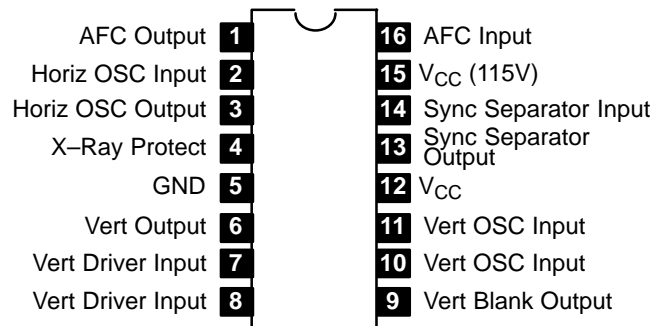 AFC Output 1 16 AFC Input
Horiz OSC Input 2 15 VCC (115V)
Horiz OSC Output 3 14 Sync Separator Input
X–Ray Protect 4 13 Sync Separator Output
GND 5 12 VCC
Vert Output 6 11 Vert OSC Input
Vert Driver Input 7 10 Vert OSC Input
Vert Driver Input 8 9 Vert Blank Output